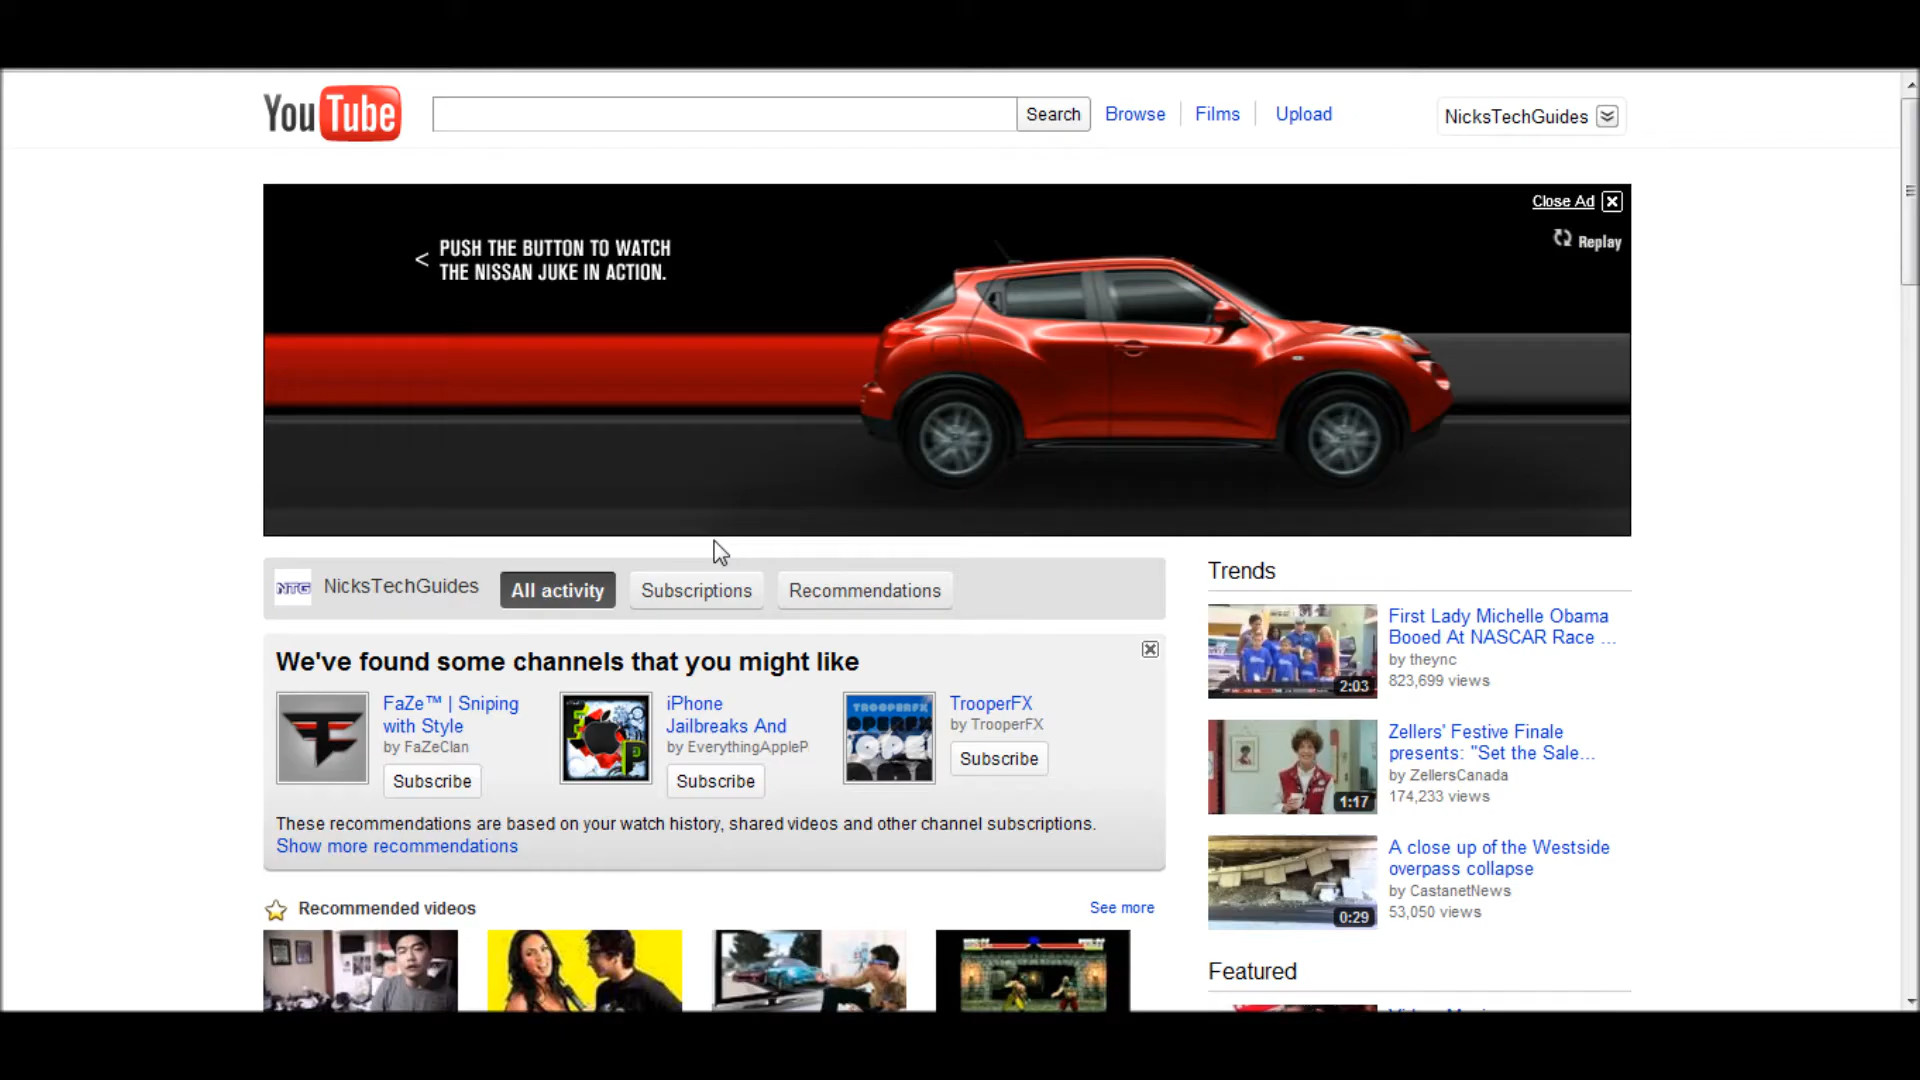 YouTube
Search
Browse
Films
Upload
NicksTechGuides
Close Ad
Replay
< PUSH THE BUTTON TO WATCH
THE NISSAN JUKE IN ACTION.
NTG
NicksTechGuides
All activity
Subscriptions
Recommendations
We've found some channels that you might like
FaZe™ | Sniping
with Style
by FaZeClan
Subscribe
iPhone
Jailbreaks And
by EverythingAppleP
Subscribe
TROOPERFX
TrooperFX
by TrooperFX
Subscribe
These recommendations are based on your watch history, shared videos and other channel subscriptions.
Show more recommendations
Recommended videos
See more
Trends
First Lady Michelle Obama
Booed At NASCAR Race ...
by theync
823,699 views
2:03
Zellers' Festive Finale
presents: "Set the Sale...
by ZellersCanada
174,233 views
1:17
A close up of the Westside
overpass collapse
by CastanetNews
53,050 views
0:29
Featured